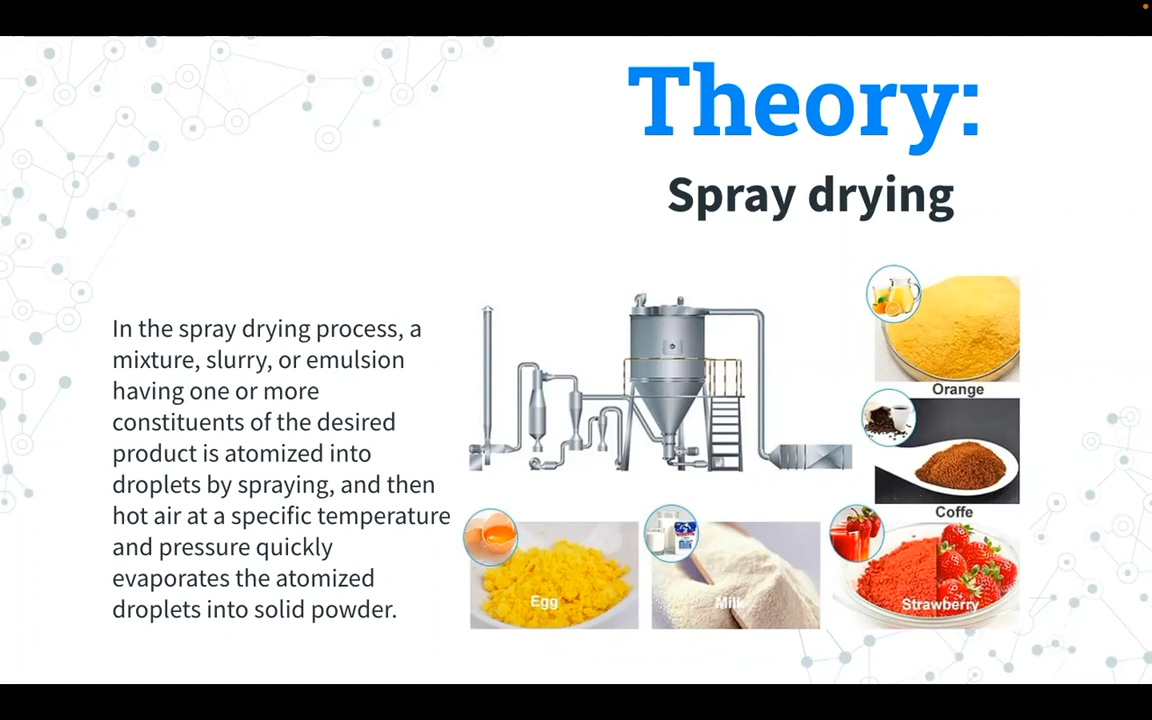 Theory:
Spray drying
In the spray drying process, a
mixture, slurry, or emulsion
having one or more
constituents of the desired
product is atomized into
droplets by spraying, and then
hot air at a specific temperature
and pressure quickly
evaporates the atomized
droplets into solid powder.
Orange
Coffe
Egg
Milk
Strawberry